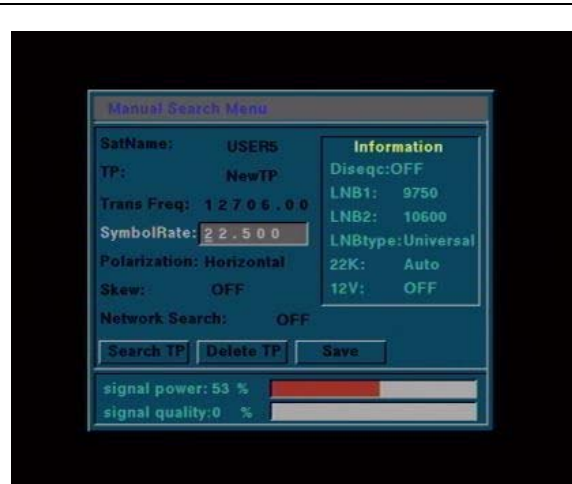 Manual Search Menu
SatName: USER5
TP: NewTP
Trans Freq: 12706.00
SymbolRate: 22.500
Polarization: Horizontal
Skew: OFF
Network Search: OFF
Search TP Delete TP Save
Information
Diseqc:OFF
LNB1: 9750
LNB2: 10600
LNBtype:Universal
22K: Auto
12V: OFF
signal power: 53 %
signal quality:0 %